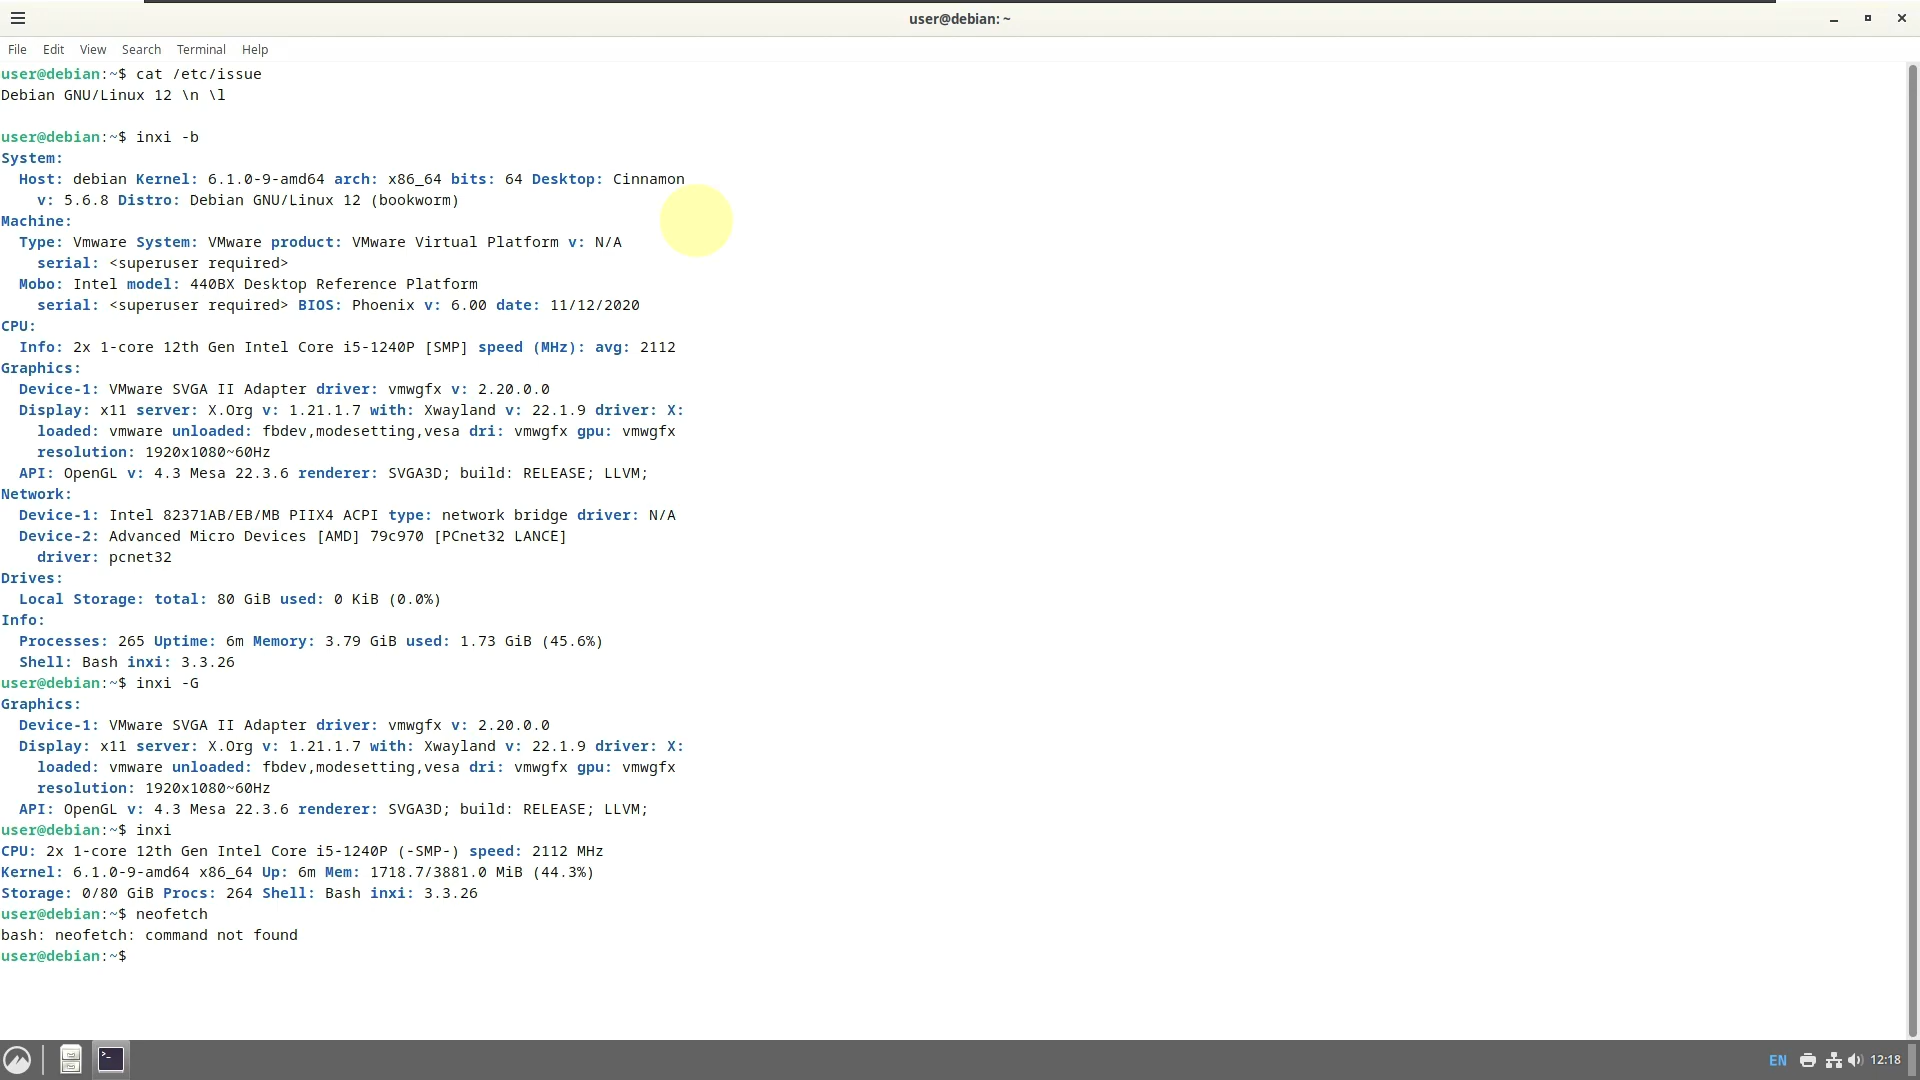 user@debian: ~
File Edit View Search Terminal Help
user@debian:~$ cat /etc/issue
Debian GNU/Linux 12 \n \l
user@debian:~$ inxi -b
System:
Host: debian Kernel: 6.1.0-9-amd64 arch: x86_64 bits: 64 Desktop: Cinnamon
v: 5.6.8 Distro: Debian GNU/Linux 12 (bookworm)
Machine:
Type: Vmware System: VMware product: VMware Virtual Platform v: N/A
serial: <superuser required>
Mobo: Intel model: 440BX Desktop Reference Platform
serial: <superuser required> BIOS: Phoenix v: 6.00 date: 11/12/2020
CPU:
Info: 2x 1-core 12th Gen Intel Core i5-1240P [SMP] speed (MHz): avg: 2112
Graphics:
Device-1: VMware SVGA II Adapter driver: vmwgfx v: 2.20.0.0
Display: x11 server: X.Org v: 1.21.1.7 with: Xwayland v: 22.1.9 driver: X:
loaded: vmware unloaded: fbdev,modesetting,vesa dri: vmwgfx gpu: vmwgfx
resolution: 1920x1080~60Hz
API: OpenGL v: 4.3 Mesa 22.3.6 renderer: SVGA3D; build: RELEASE; LLVM;
Network:
Device-1: Intel 82371AB/EB/MB PIIX4 ACPI type: network bridge driver: N/A
Device-2: Advanced Micro Devices [AMD] 79c970 [PCnet32 LANCE]
driver: pcnet32
Drives:
Local Storage: total: 80 GiB used: 0 KiB (0.0%)
Info:
Processes: 265 Uptime: 6m Memory: 3.79 GiB used: 1.73 GiB (45.6%)
Shell: Bash inxi: 3.3.26
user@debian:~$ inxi -G
Graphics:
Device-1: VMware SVGA II Adapter driver: vmwgfx v: 2.20.0.0
Display: x11 server: X.Org v: 1.21.1.7 with: Xwayland v: 22.1.9 driver: X:
loaded: vmware unloaded: fbdev,modesetting,vesa dri: vmwgfx gpu: vmwgfx
resolution: 1920x1080~60Hz
API: OpenGL v: 4.3 Mesa 22.3.6 renderer: SVGA3D; build: RELEASE; LLVM;
user@debian:~$ inxi
CPU: 2x 1-core 12th Gen Intel Core i5-1240P (-SMP-) speed: 2112 MHz
Kernel: 6.1.0-9-amd64 x86_64 Up: 6m Mem: 1718.7/3881.0 MiB (44.3%)
Storage: 0/80 GiB Procs: 264 Shell: Bash inxi: 3.3.26
user@debian:~$ neofetch
bash: neofetch: command not found
user@debian:~$
EN 12:18